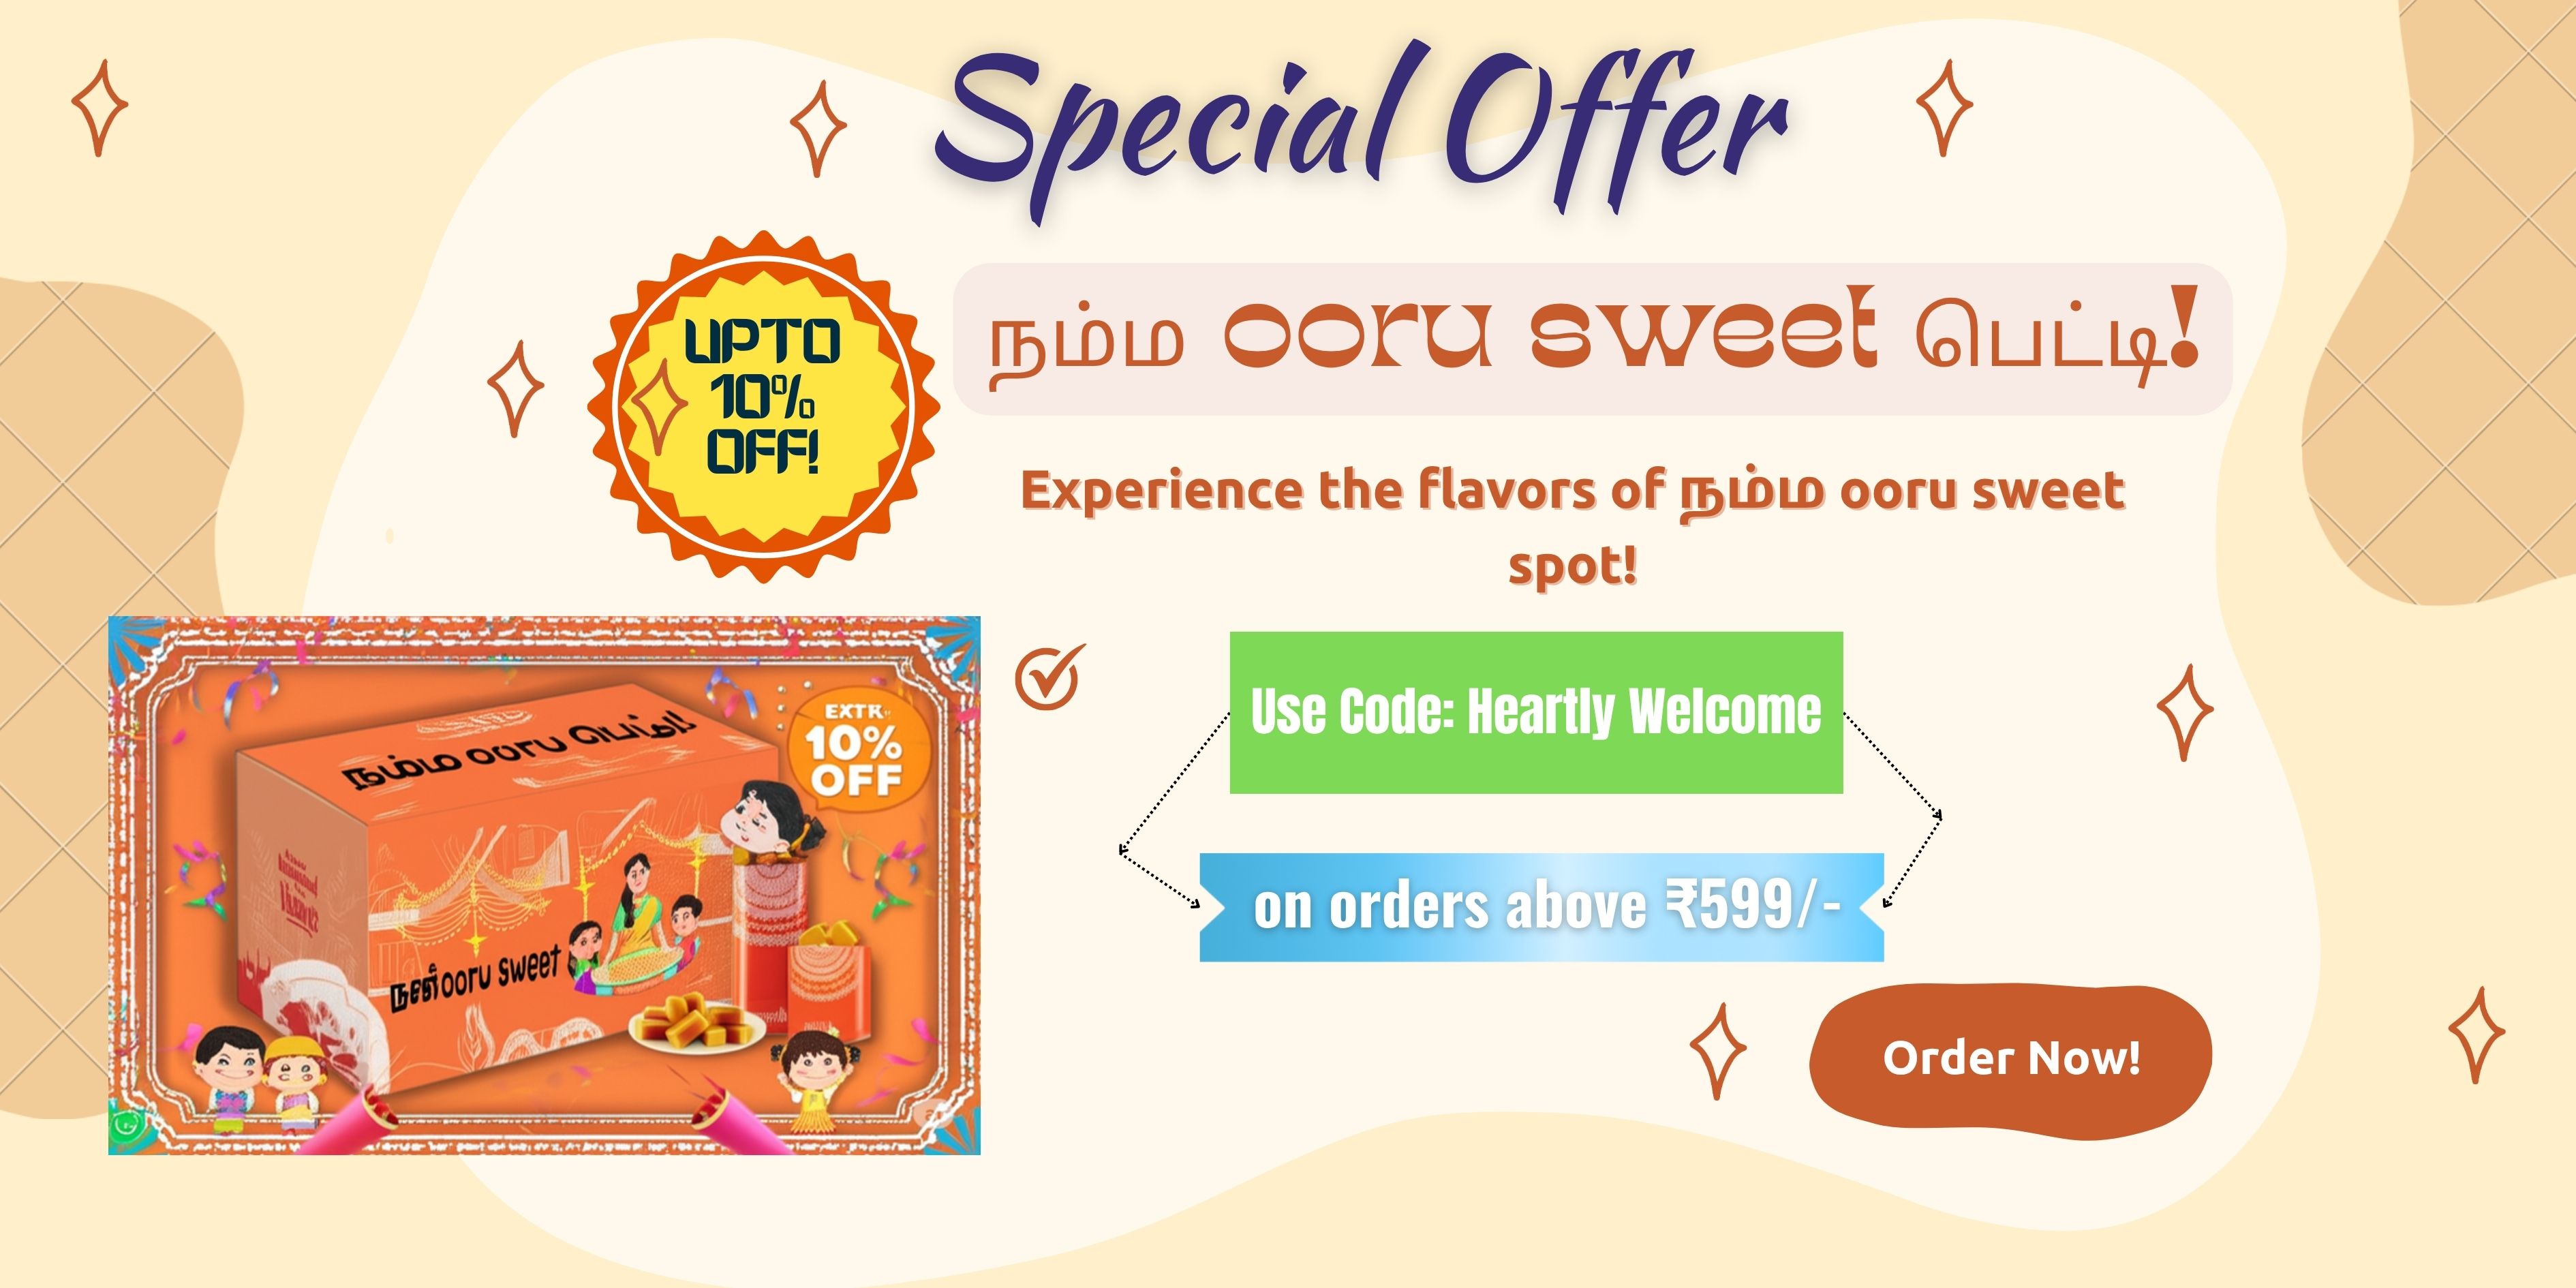 Special Offer
நம்ம ooru sweet பெட்டி!
UPTO
10%
OFF!
Experience the flavors of நம்ம ooru sweet
spot!
Use Code: Heartly Welcome
on orders above ₹599/-
Order Now!
EXTR
10%
OFF
நம்ம ooru
ooru sweet